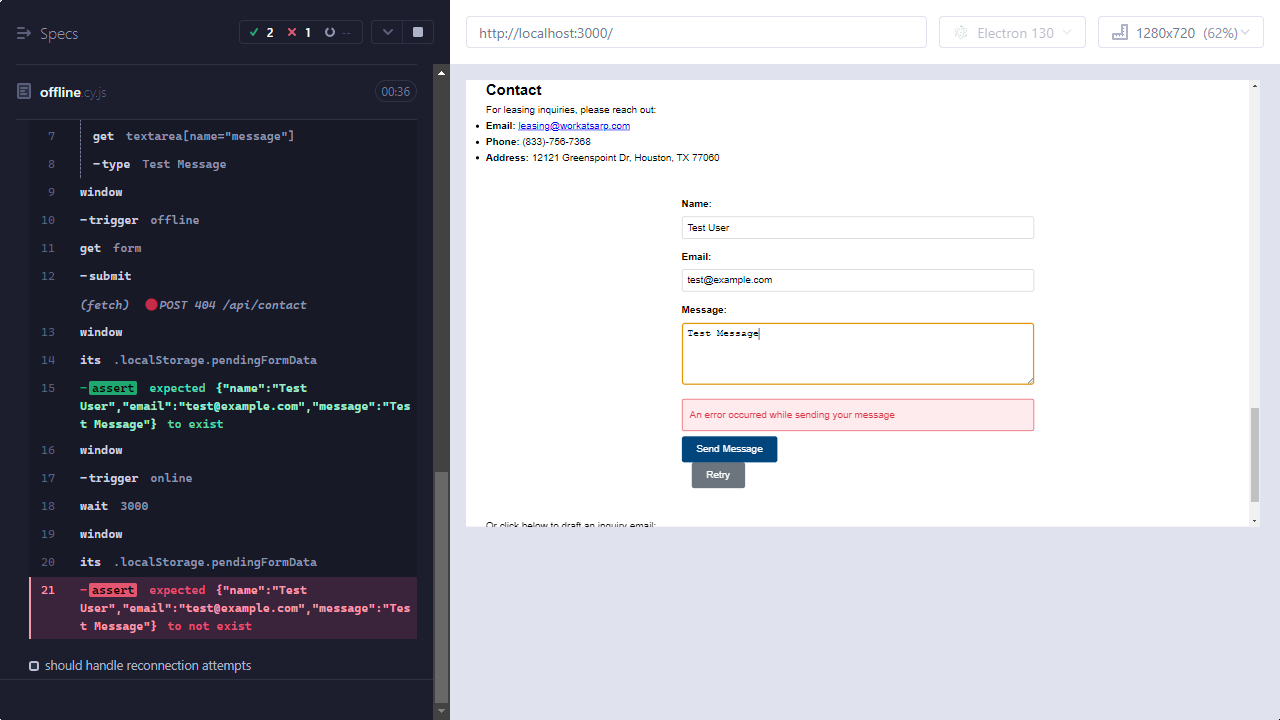 Specs
2
1
--
offline cy.js
00:36
7 get textarea[name="message"]
8 -type Test Message
9 window
10 -trigger offline
11 get form
12 -submit
(fetch) POST 404 /api/contact
13 window
14 its .localStorage.pendingFormData
15 -assert expected {"name":"Test
User","email":"test@example.com","message":"Tes
t Message"} to exist
16 window
17 -trigger online
18 wait 3000
19 window
20 its .localStorage.pendingFormData
21 -assert expected {"name":"Test
User","email":"test@example.com","message":"Tes
t Message"} to not exist
should handle reconnection attempts
http://localhost:3000/
Electron 130
1280x720 (62%)
Contact
For leasing inquiries, please reach out:
• Email: leasing@workatsarp.com
• Phone: (833)-756-7368
• Address: 12121 Greenspoint Dr, Houston, TX 77060
Name:
Test User
Email:
test@example.com
Message:
Test Message
An error occurred while sending your message
Send Message
Retry
Or click below to draft an inquiry email: